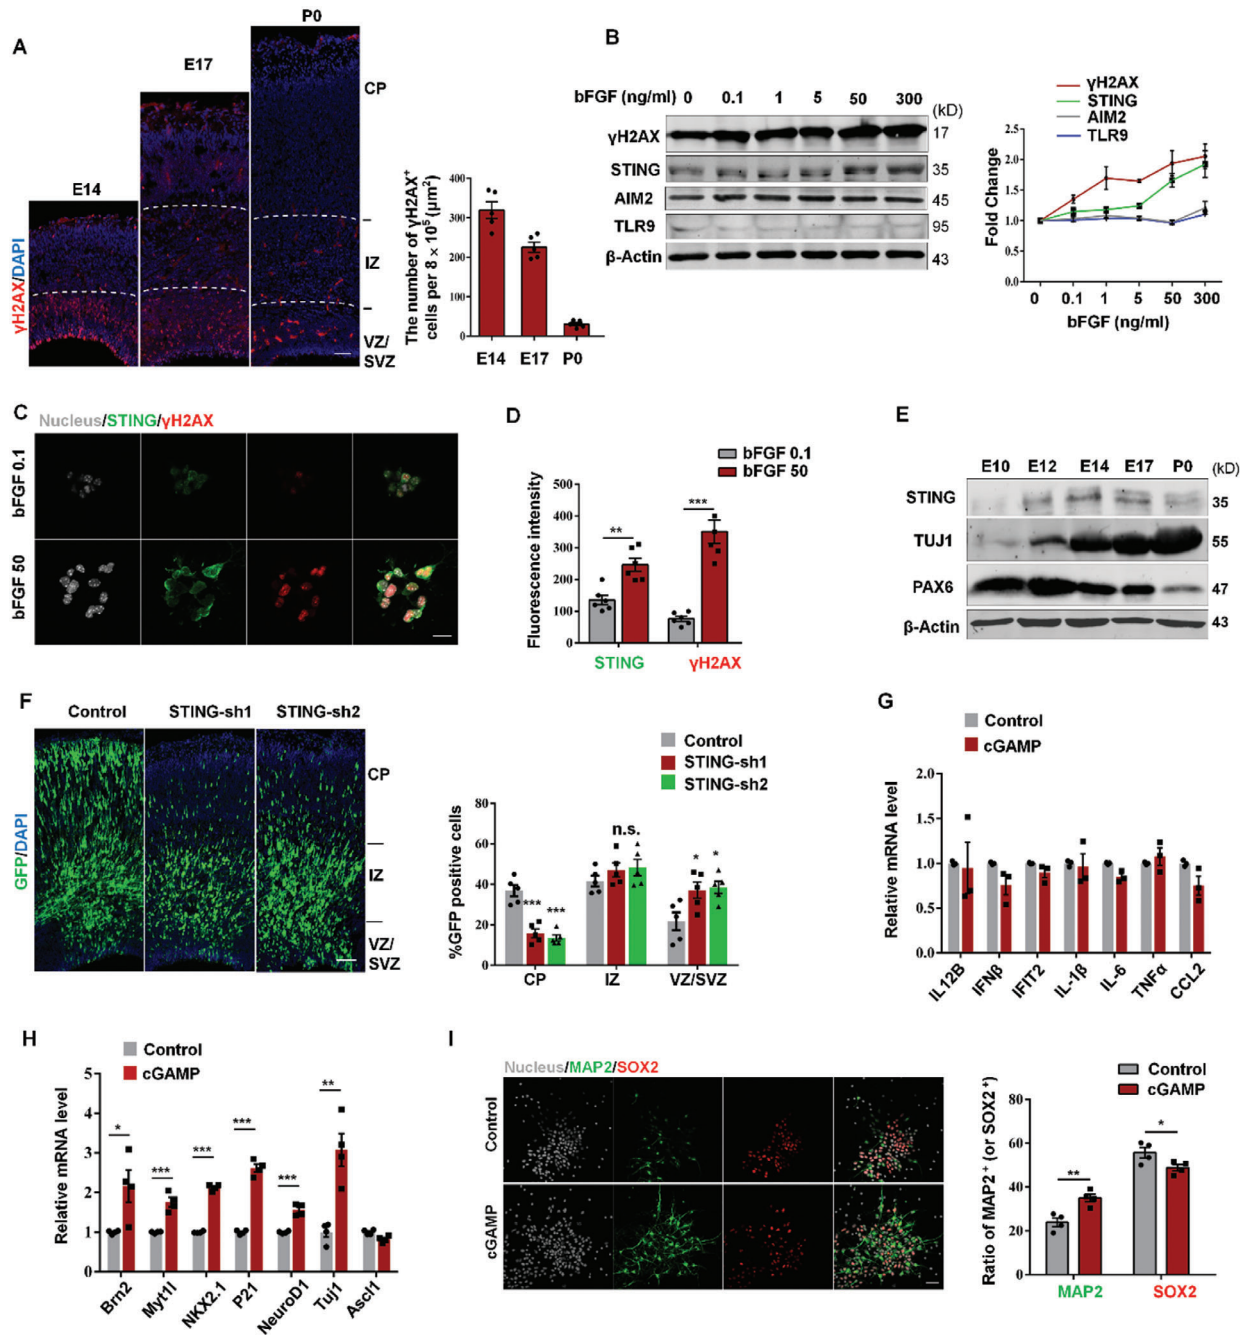 A
E14
E17
P0
CP
IZ
VZ/
SVZ
γH2AX/DAPI
The number of γH2AX⁺
cells per 8 × 10⁵ (μm²)
400
300
200
100
0
E14 E17 P0
B
bFGF (ng/ml) 0 0.1 1 5 50 300 (kD)
γH2AX 17
STING 35
AIM2 45
TLR9 95
β-Actin 43
γH2AX
STING
AIM2
TLR9
Fold Change
2.5
2.0
1.5
1.0
0.5
0.0
0 0.1 1 5 50 300
bFGF (ng/ml)
C
Nucleus/STING/γH2AX
bFGF 0.1
bFGF 50
D
bFGF 0.1
bFGF 50
Fluorescence intensity
500
400
300
200
100
0
** ***
STING γH2AX
E
E10 E12 E14 E17 P0 (kD)
STING 35
TUJ1 55
PAX6 47
β-Actin 43
F
Control STING-sh1 STING-sh2
GFP/DAPI
CP
IZ
VZ/
SVZ
Control
STING-sh1
STING-sh2
%GFP positive cells
80
60
40
20
0
*** *** n.s. * *
CP IZ VZ/SVZ
G
Control
cGAMP
Relative mRNA level
2.0
1.5
1.0
0.5
0.0
IL12B IFNβ IFIT2 IL-1β IL-6 TNFα CCL2
H
Control
cGAMP
Relative mRNA level
5
4
3
2
1
0
* *** *** *** *** **
Brn2 Myt1l NKX2.1 P21 NeuroD1 Tuj1 Ascl1
I
Nucleus/MAP2/SOX2
Control
cGAMP
Control
cGAMP
Ratio of MAP2⁺ (or SOX2⁺)
80
60
40
20
0
** *
MAP2 SOX2